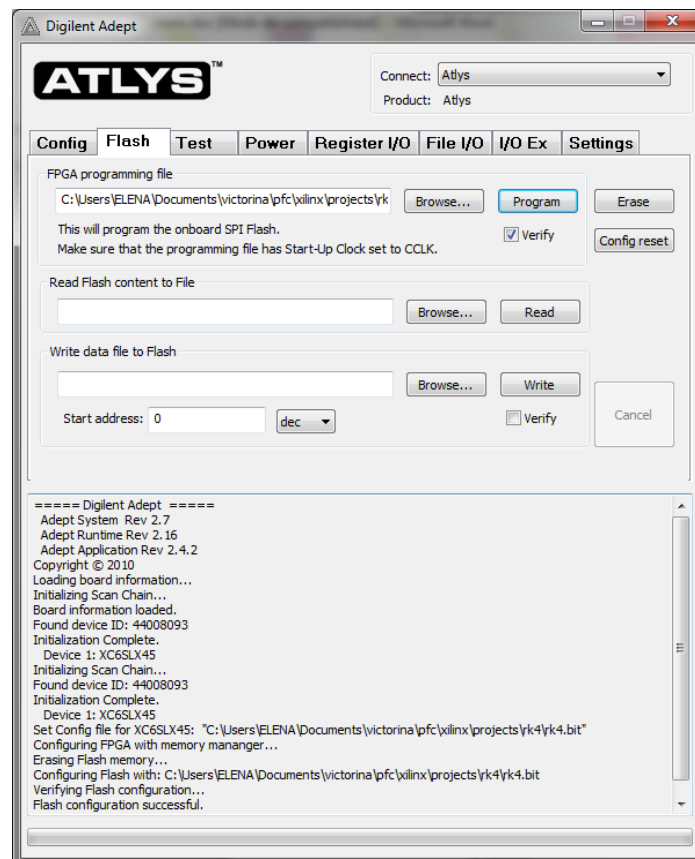 Digilent Adept
ATLYS™
Connect: Atlys
Product: Atlys
Config Flash Test Power Register I/O File I/O I/O Ex Settings
FPGA programming file
C:\Users\ELENA\Documents\victorina\pfc\xilinx\projects\rk Browse... Program Erase
This will program the onboard SPI Flash.
Make sure that the programming file has Start-Up Clock set to CCLK.
Verify
Config reset
Read Flash content to File
Browse... Read
Write data file to Flash
Browse... Write
Start address: 0 dec Verify
Cancel
===== Digilent Adept =====
Adept System Rev 2.7
Adept Runtime Rev 2.16
Adept Application Rev 2.4.2
Copyright © 2010
Loading board information...
Initializing Scan Chain...
Board information loaded.
Found device ID: 44008093
Initialization Complete.
Device 1: XC6SLX45
Initializing Scan Chain...
Found device ID: 44008093
Initialization Complete.
Device 1: XC6SLX45
Set Config file for XC6SLX45: "C:\Users\ELENA\Documents\victorina\pfc\xilinx\projects\rk4\rk4.bit"
Configuring FPGA with memory mananger...
Erasing Flash memory...
Configuring Flash with: C:\Users\ELENA\Documents\victorina\pfc\xilinx\projects\rk4\rk4.bit
Verifying Flash configuration...
Flash configuration successful.